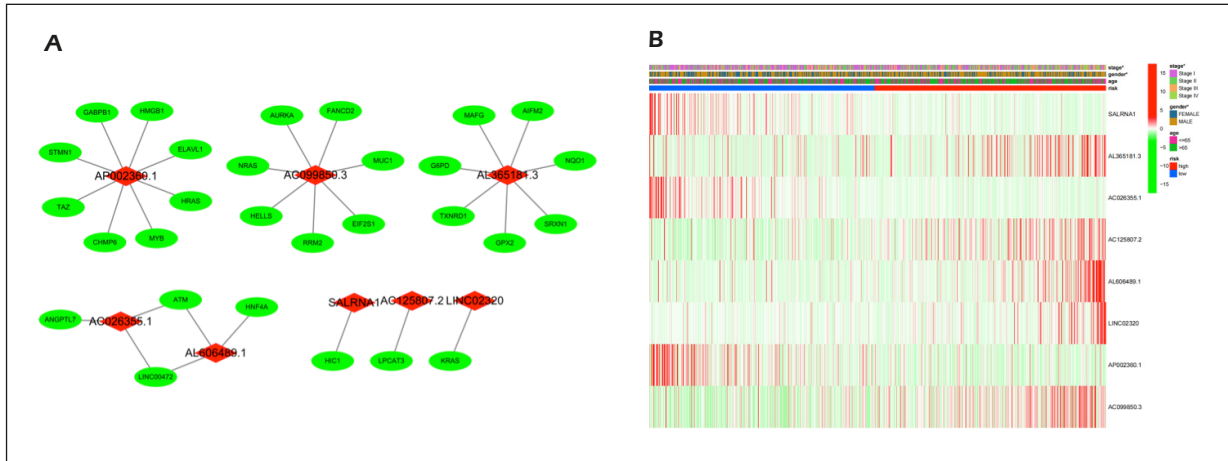 A
GABPB1
HMGB1
STMN1
ELAVL1
AP002360.1
TAZ
HRAS
CHMP6
MYB
AURKA
FANCD2
NRAS
MUC1
AC099850.3
HELLS
EIF2S1
RRM2
MAFG
AIFM2
G6PD
NQO1
AL365181.3
TXNRD1
SRXN1
GPX2
ATM
HNF4A
ANGPTL7
AC026355.1
AL606489.1
LINC00472
SALRNA1
AC125807.2
LINC02320
HIC1
LPCAT3
KRAS
B
stage*
gender*
age
risk
SALRNA1
AL365181.3
AC026355.1
AC125807.2
AL606489.1
LINC02320
AP002360.1
AC099850.3
15
10
5
0
−5
−10
−15
stage*
Stage I
Stage II
Stage III
Stage IV
gender*
FEMALE
MALE
age
<=65
>65
risk
high
low